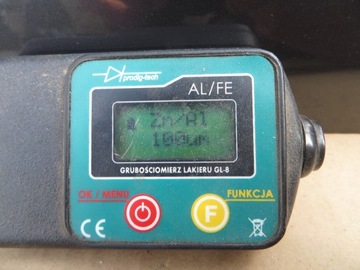 prodig-tech
AL/FE
Zn/Al
100um
GRUBOŚCIOMIERZ LAKIERU GL-8
OK / MENU
FUNKCJA
F
CE